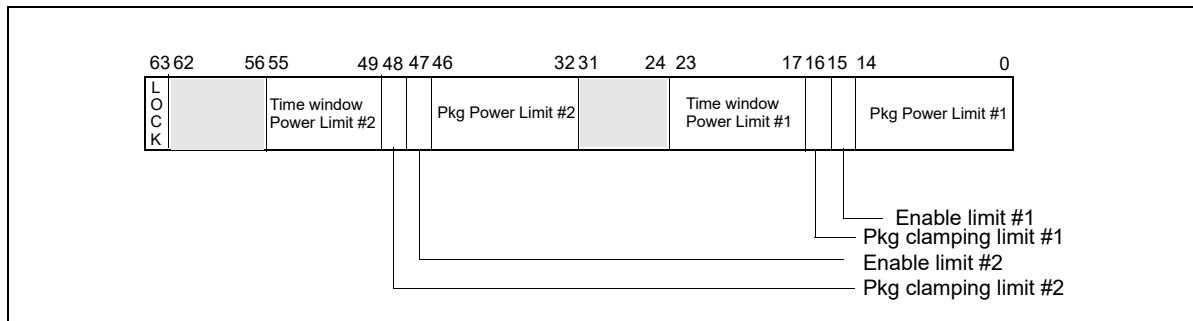 63 62 56 55 49 48 47 46 32 31 24 23 17 16 15 14 0
L
O
C
K
Time window
Power Limit #2
Pkg Power Limit #2
Time window
Power Limit #1
Pkg Power Limit #1
Enable limit #1
Pkg clamping limit #1
Enable limit #2
Pkg clamping limit #2